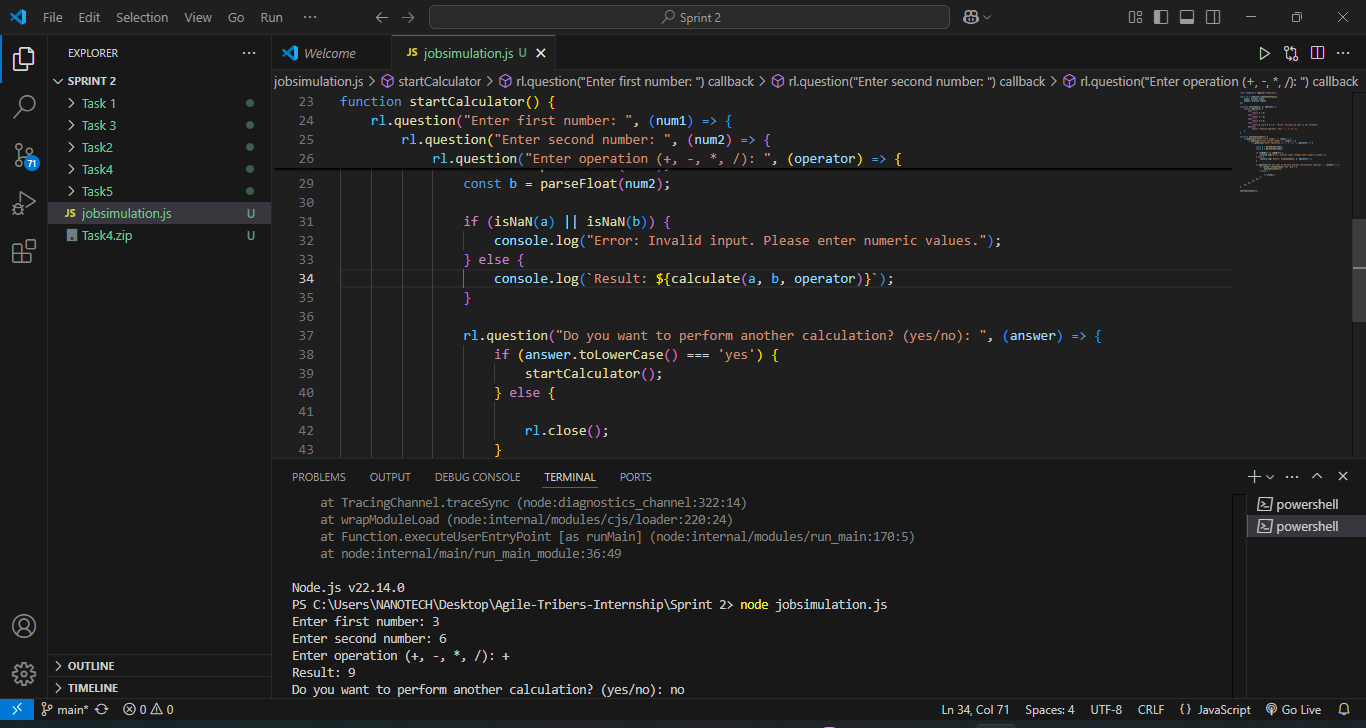 File Edit Selection View Go Run ··· Sprint 2
EXPLORER ···
SPRINT 2
Task 1
Task 3
Task2
Task4
Task5
JS jobsimulation.js U
Task4.zip U
OUTLINE
TIMELINE
Welcome JS jobsimulation.js U
jobsimulation.js > startCalculator > rl.question("Enter first number: ") callback > rl.question("Enter second number: ") callback > rl.question("Enter operation (+, -, *, /): ") callback
23 function startCalculator() {
24 rl.question("Enter first number: ", (num1) => {
25 rl.question("Enter second number: ", (num2) => {
26 rl.question("Enter operation (+, -, *, /): ", (operator) => {
29 const b = parseFloat(num2);
30
31 if (isNaN(a) || isNaN(b)) {
32 console.log("Error: Invalid input. Please enter numeric values.");
33 } else {
34 console.log(`Result: ${calculate(a, b, operator)}`);
35 }
36
37 rl.question("Do you want to perform another calculation? (yes/no): ", (answer) => {
38 if (answer.toLowerCase() === 'yes') {
39 startCalculator();
40 } else {
41
42 rl.close();
43 }
PROBLEMS OUTPUT DEBUG CONSOLE TERMINAL PORTS
at TracingChannel.traceSync (node:diagnostics_channel:322:14)
at wrapModuleLoad (node:internal/modules/cjs/loader:220:24)
at Function.executeUserEntryPoint [as runMain] (node:internal/modules/run_main:170:5)
at node:internal/main/run_main_module:36:49
Node.js v22.14.0
PS C:\Users\NANOTECH\Desktop\Agile-Tribers-Internship\Sprint 2> node jobsimulation.js
Enter first number: 3
Enter second number: 6
Enter operation (+, -, *, /): +
Result: 9
Do you want to perform another calculation? (yes/no): no
powershell
powershell
71
main* 0 0 Ln 34, Col 71 Spaces: 4 UTF-8 CRLF {} JavaScript Go Live